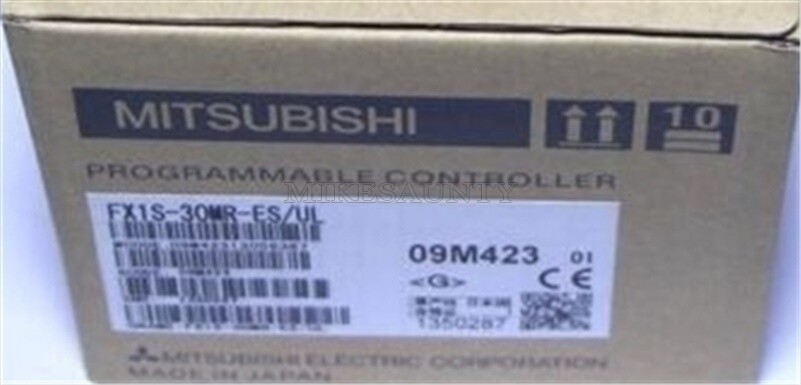 MITSUBISHI
10
PROGRAMMABLE CONTROLLER
MIKESAUNTY
FX1S-30MR-ES/UL
09M423 01
<G> CE
1350287
MITSUBISHI ELECTRIC CORPORATION
MADE IN JAPAN